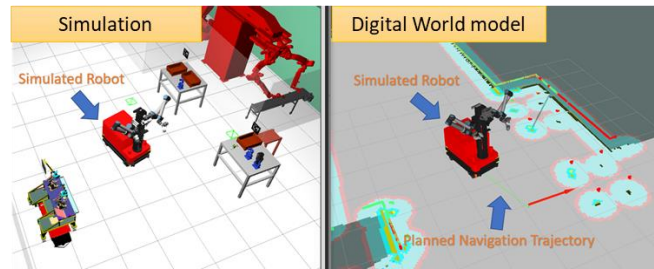 Simulation
Simulated Robot
Digital World model
Simulated Robot
Planned Navigation Trajectory